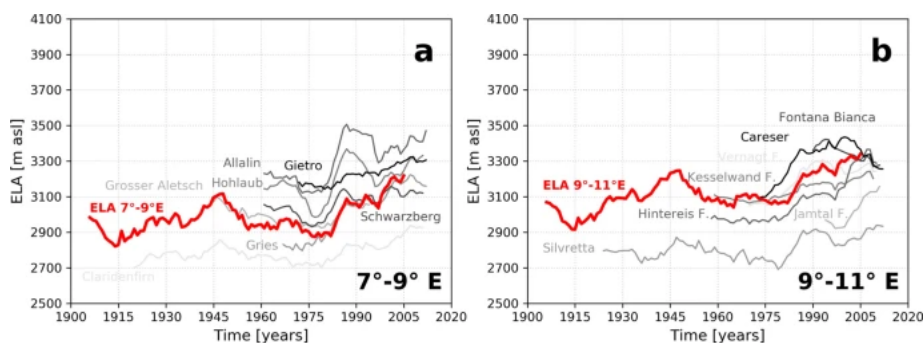 4100
3900
3700
3500
3300
3100
2900
2700
2500
ELA [m asl]
a
Allalin
Gietro
Hohlaub
Grosser Aletsch
ELA 7°-9°E
Schwarzberg
Gries
Claridenfirn
7°-9° E
1900 1915 1930 1945 1960 1975 1990 2005 2020
Time [years]
4100
3900
3700
3500
3300
3100
2900
2700
2500
ELA [m asl]
b
Fontana Bianca
Careser
Vernagt F.
Kesselwand F.
ELA 9°-11°E
Hintereis F.
Jamtal F.
Silvretta
9°-11° E
1900 1915 1930 1945 1960 1975 1990 2005 2020
Time [years]